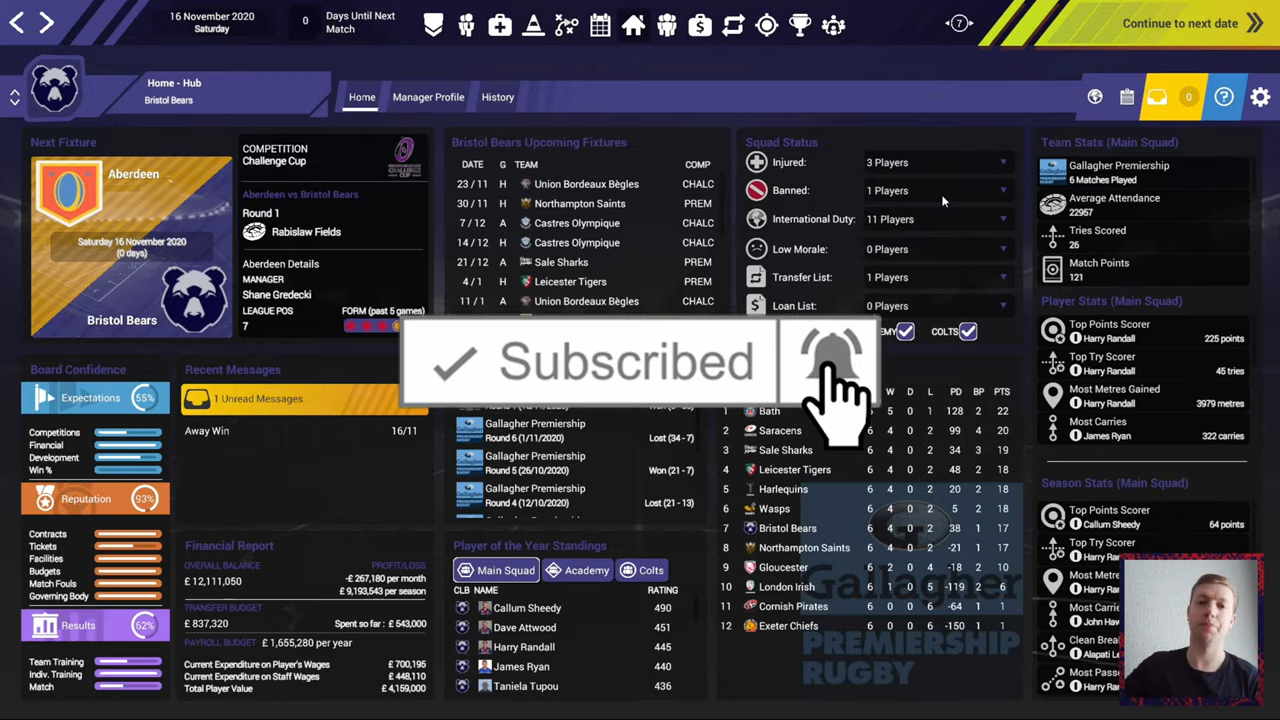 16 November 2020
Saturday
0
Days Until Next
Match
7
Continue to next date
Home - Hub
Bristol Bears
Home
Manager Profile
History
0
?
Next Fixture
Aberdeen
Saturday 16 November 2020
(0 days)
Bristol Bears
COMPETITION
Challenge Cup
Aberdeen vs Bristol Bears
Round 1
Rabislaw Fields
Aberdeen Details
MANAGER
Shane Gredecki
LEAGUE POS
7
FORM (past 5 games)
Bristol Bears Upcoming Fixtures
DATE G TEAM COMP
23/11 H Union Bordeaux Bègles CHALC
30/11 H Northampton Saints PREM
7/12 A Castres Olympique CHALC
14/12 H Castres Olympique CHALC
21/12 A Sale Sharks PREM
4/1 H Leicester Tigers PREM
11/1 A Union Bordeaux Bègles CHALC
Squad Status
Injured: 3 Players
Banned: 1 Players
International Duty: 11 Players
Low Morale: 0 Players
Transfer List: 1 Players
Loan List: 0 Players
EMY
COLTS
Team Stats (Main Squad)
Gallagher Premiership
6 Matches Played
Average Attendance
22957
Tries Scored
26
Match Points
121
Player Stats (Main Squad)
Top Points Scorer
Harry Randall 225 points
Top Try Scorer
Harry Randall 45 tries
Most Metres Gained
Harry Randall 3979 metres
Most Carries
James Ryan 322 carries
Season Stats (Main Squad)
Top Points Scorer
Callum Sheedy 64 points
Top Try Scorer
Harry
Most Metres
Harry
Most Carries
John
Clean Break
Alapati
Most
Harry
Subscribed
Board Confidence
Expectations 55%
Competitions
Financial
Development
Win %
Reputation 93%
Contracts
Tickets
Facilities
Budgets
Match Fouls
Governing Body
Results 62%
Team Training
Indiv. Training
Match
Recent Messages
1 Unread Messages
Away Win 16/11
Financial Report
OVERALL BALANCE
£ 12,111,050
PROFIT/LOSS
-£ 267,180 per month
£ 9,193,543 per season
TRANSFER BUDGET
£ 837,320
Spent so far : £ 543,000
PAYROLL BUDGET £ 1,655,280 per year
Current Expenditure on Player's Wages £ 700,195
Current Expenditure on Staff Wages £ 448,110
Total Player Value £ 4,159,000
Gallagher Premiership
Round 6 (1/11/2020) Lost (34 - 7)
Gallagher Premiership
Round 5 (26/10/2020) Won (21 - 7)
Gallagher Premiership
Round 4 (12/10/2020) Lost (21 - 13)
Player of the Year Standings
Main Squad
Academy
Colts
CLB NAME RATING
Callum Sheedy 490
Dave Attwood 451
Harry Randall 445
James Ryan 440
Taniela Tupou 436
W D L PD BP PTS
1 Bath 6 5 0 1 128 2 22
2 Saracens 6 4 0 2 99 4 20
3 Sale Sharks 6 4 0 2 34 3 19
4 Leicester Tigers 6 4 0 2 48 2 18
5 Harlequins 6 4 0 2 20 2 18
6 Wasps 6 4 0 2 5 2 18
7 Bristol Bears 6 4 0 2 38 1 17
8 Northampton Saints 6 4 0 2 -21 1 17
9 Gloucester 6 2 0 4 -18 2 10
10 London Irish 6 1 0 5 -119 2 6
11 Cornish Pirates 6 0 0 6 -64 1 1
12 Exeter Chiefs 6 0 0 6 -150 1 1
Gallagher
PREMIERSHIP
RUGBY